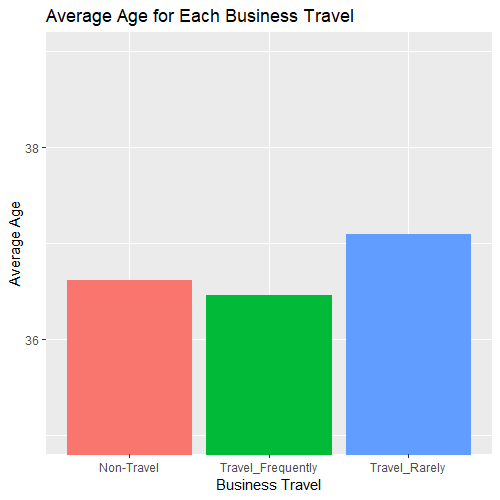 Average Age for Each Business Travel
Average Age
38
36
Non-Travel
Travel_Frequently
Travel_Rarely
Business Travel